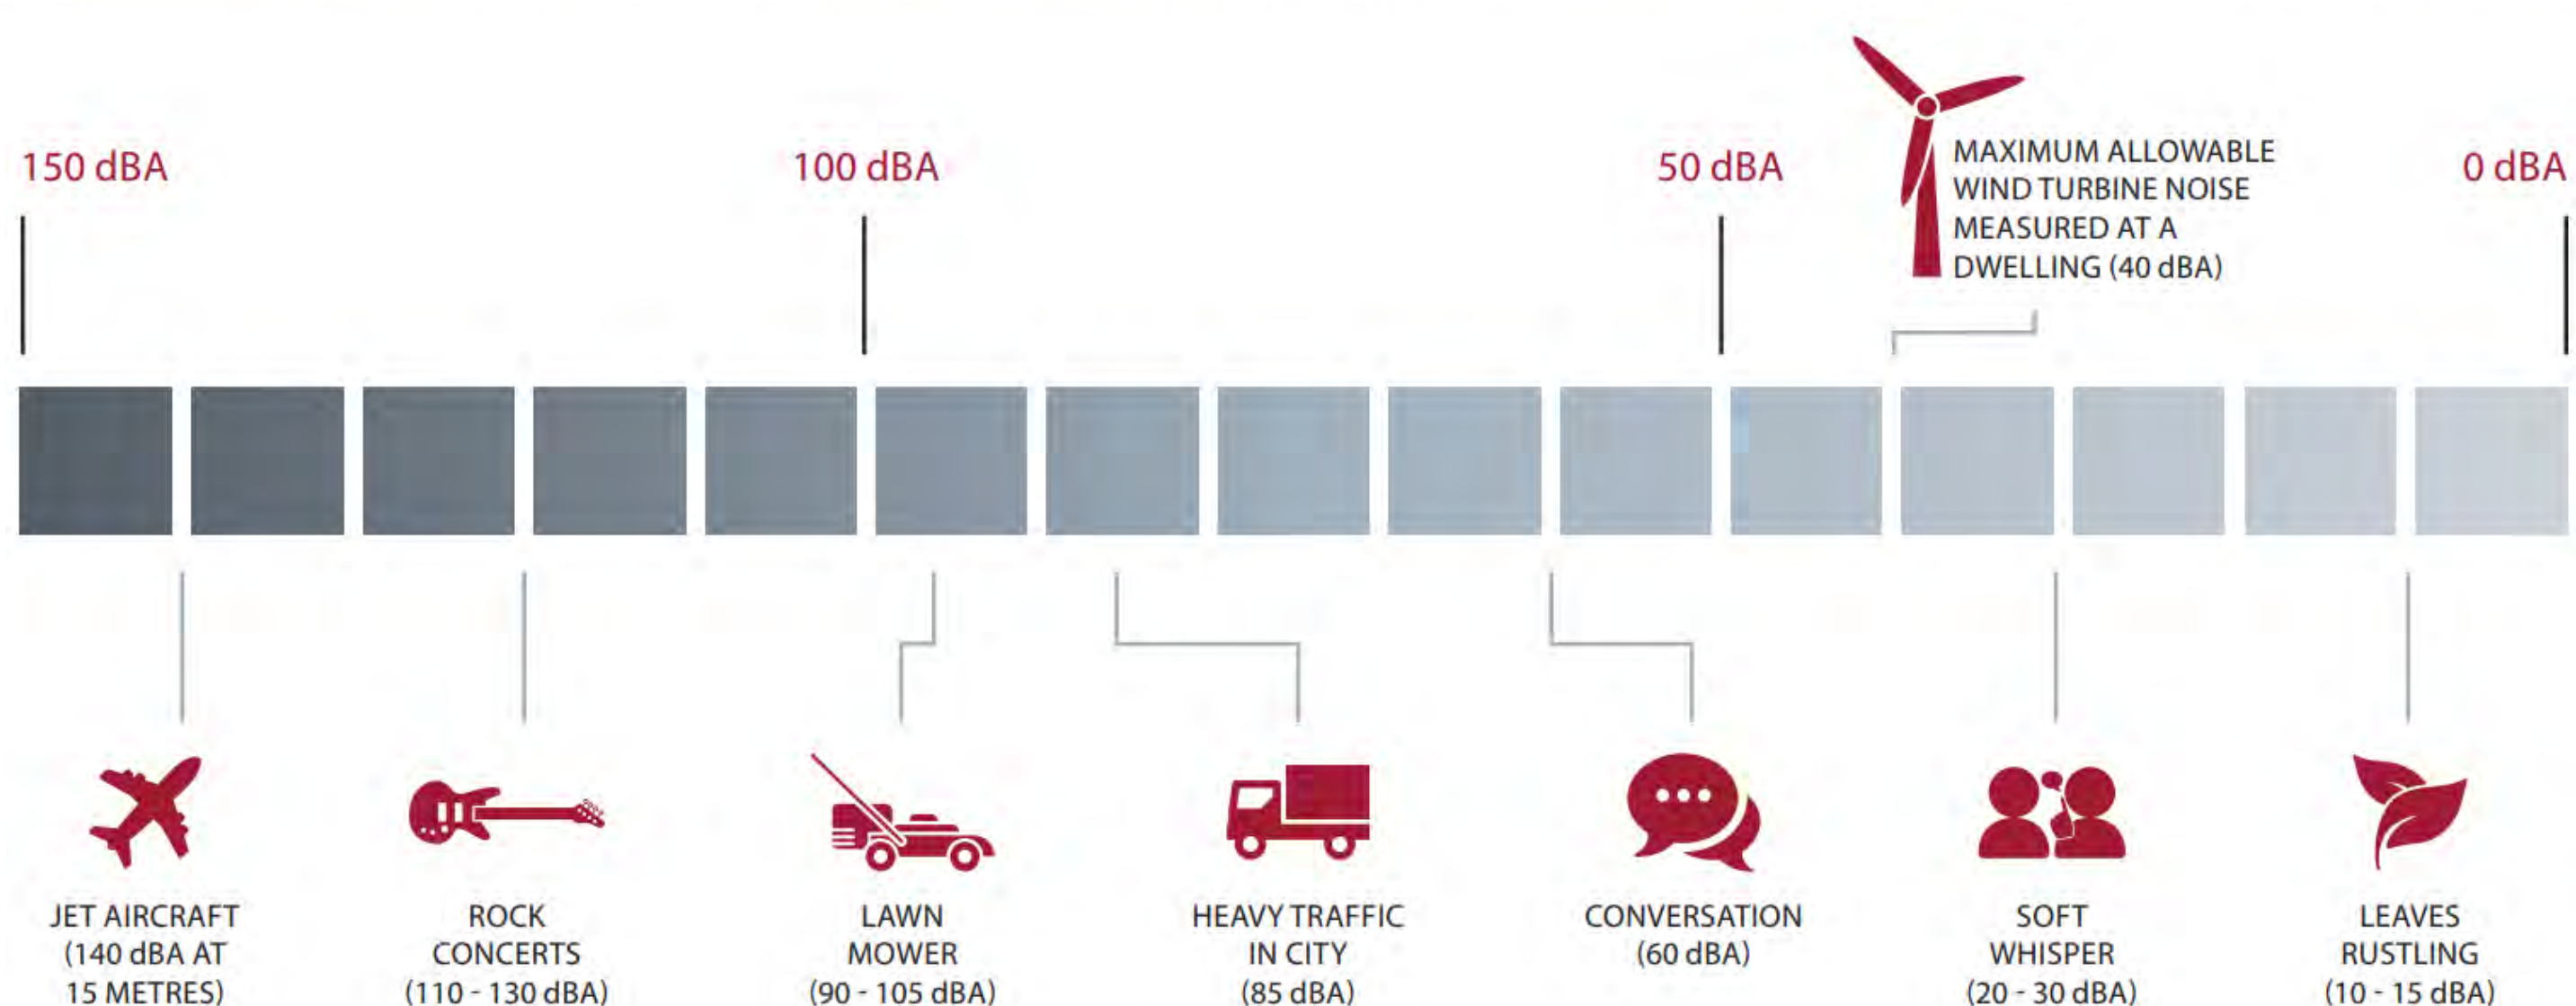 150 dBA
100 dBA
50 dBA
0 dBA
MAXIMUM ALLOWABLE
WIND TURBINE NOISE
MEASURED AT A
DWELLING (40 dBA)
JET AIRCRAFT
(140 dBA AT
15 METRES)
ROCK
CONCERTS
(110 - 130 dBA)
LAWN
MOWER
(90 - 105 dBA)
HEAVY TRAFFIC
IN CITY
(85 dBA)
CONVERSATION
(60 dBA)
SOFT
WHISPER
(20 - 30 dBA)
LEAVES
RUSTLING
(10 - 15 dBA)